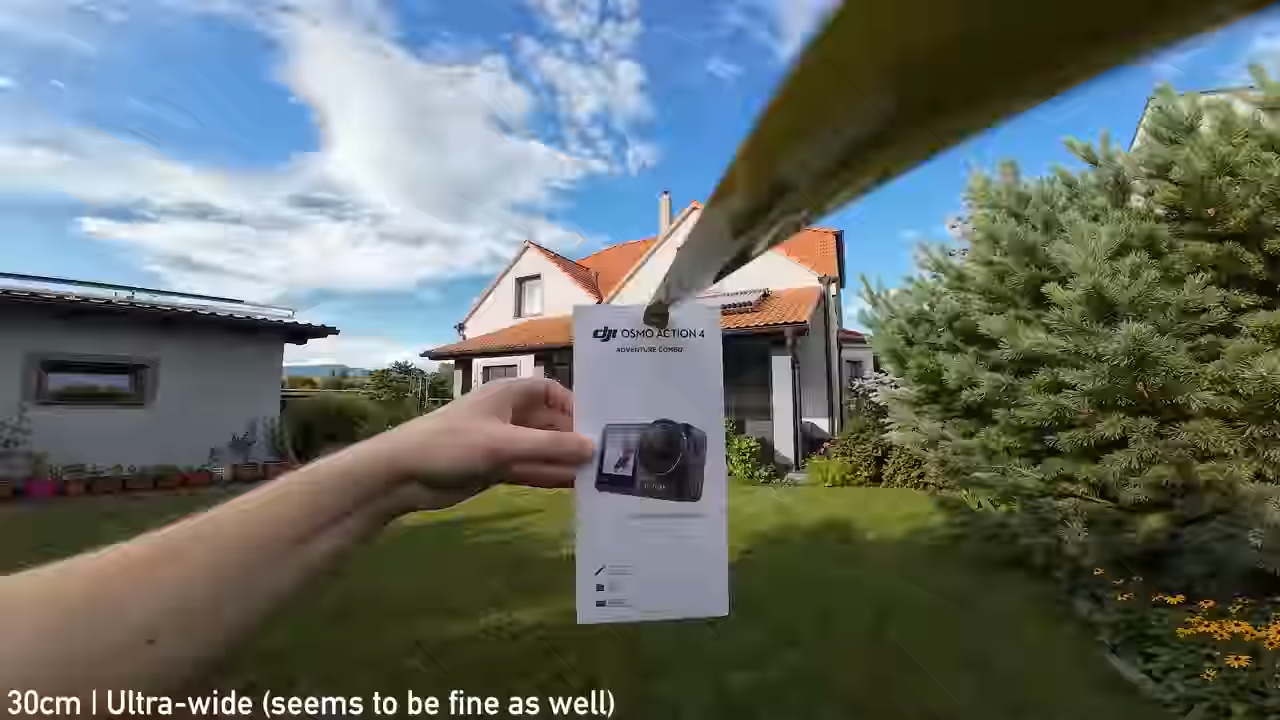 dji OSMO ACTION 4
ADVENTURE COMBO
30cm | Ultra-wide (seems to be fine as well)